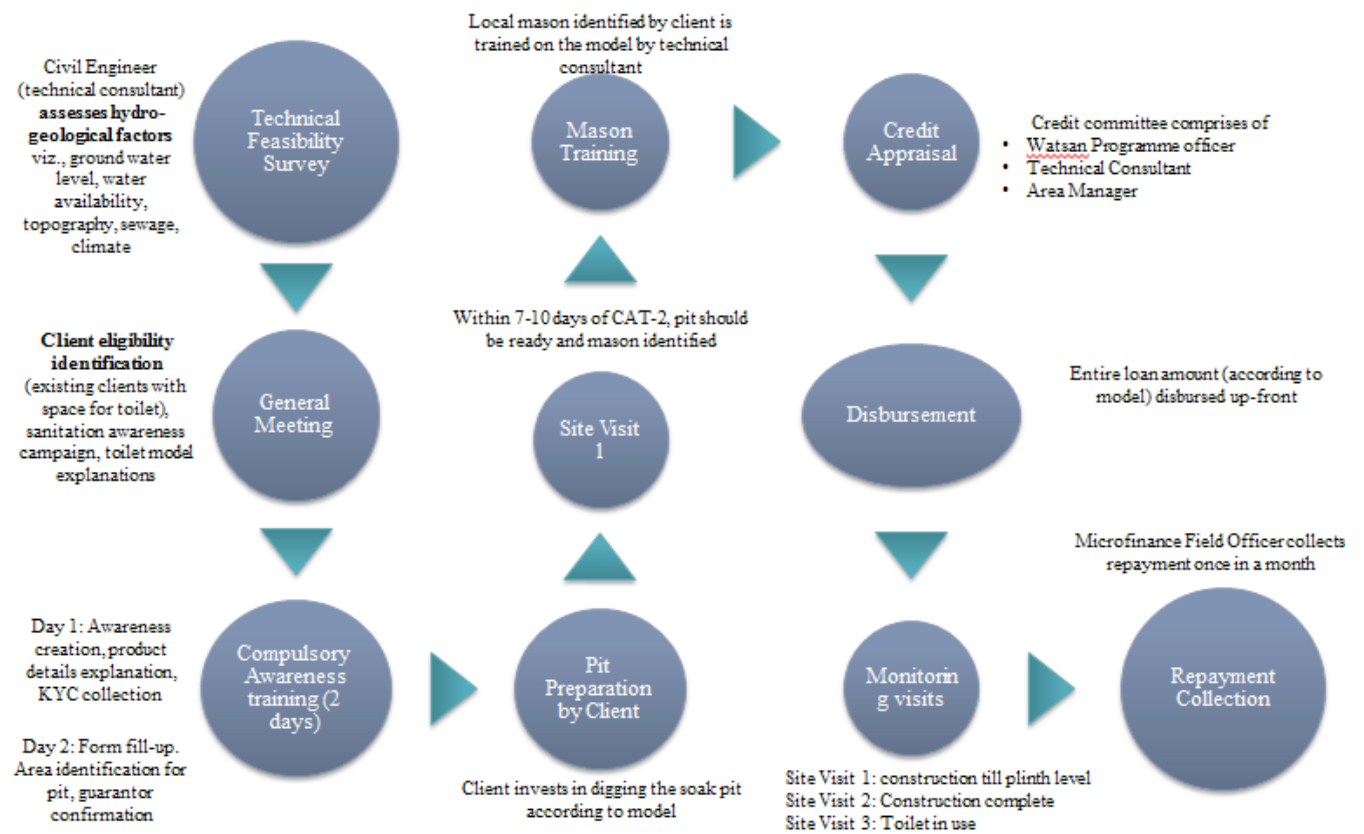 Civil Engineer
(technical consultant)
assesses hydro-
geological factors
viz., ground water
level, water
availability,
topography, sewage,
climate
Technical
Feasibility
Survey
Client eligibility
identification
(existing clients with
space for toilet),
sanitation awareness
campaign, toilet model
explanations
General
Meeting
Day 1: Awareness
creation, product
details explanation,
KYC collection
Day 2: Form fill-up.
Area identification for
pit, guarantor
confirmation
Compulsory
Awareness
training (2
days)
Pit
Preparation
by Client
Client invests in digging the soak pit
according to model
Within 7-10 days of CAT-2, pit should
be ready and mason identified
Site Visit
1
Local mason identified by client is
trained on the model by technical
consultant
Mason
Training
Credit
Appraisal
Credit committee comprises of
• Watsan Programme officer
• Technical Consultant
• Area Manager
Disbursement
Entire loan amount (according to
model) disbursed up-front
Monitorin
g visits
Site Visit 1: construction till plinth level
Site Visit 2: Construction complete
Site Visit 3: Toilet in use
Microfinance Field Officer collects
repayment once in a month
Repayment
Collection